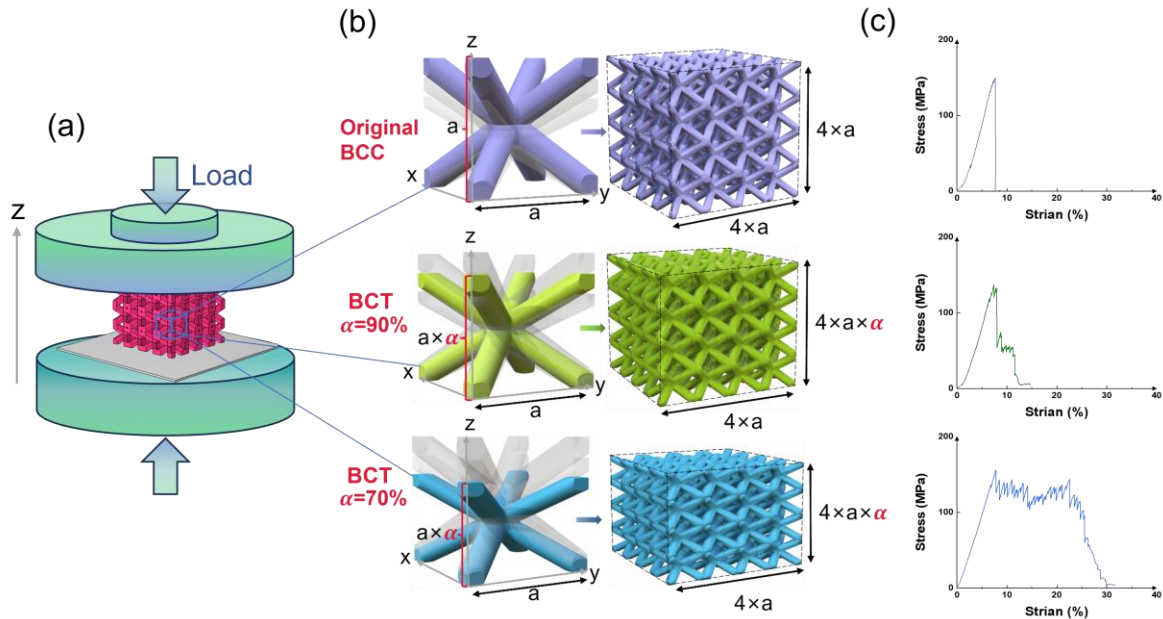 (a)
Load
z
(b)
z
Original
BCC
a
x
y
a
4×a
4×a
z
BCT
α=90%
a×α
x
y
a
4×a×α
4×a
z
BCT
α=70%
a×α
x
y
a
4×a×α
4×a
(c)
200
100
0
0 10 20 30 40
Stress (MPa)
Strian (%)
200
100
0
0 10 20 30 40
Stress (MPa)
Strian (%)
200
100
0
0 10 20 30 40
Stress (MPa)
Strian (%)